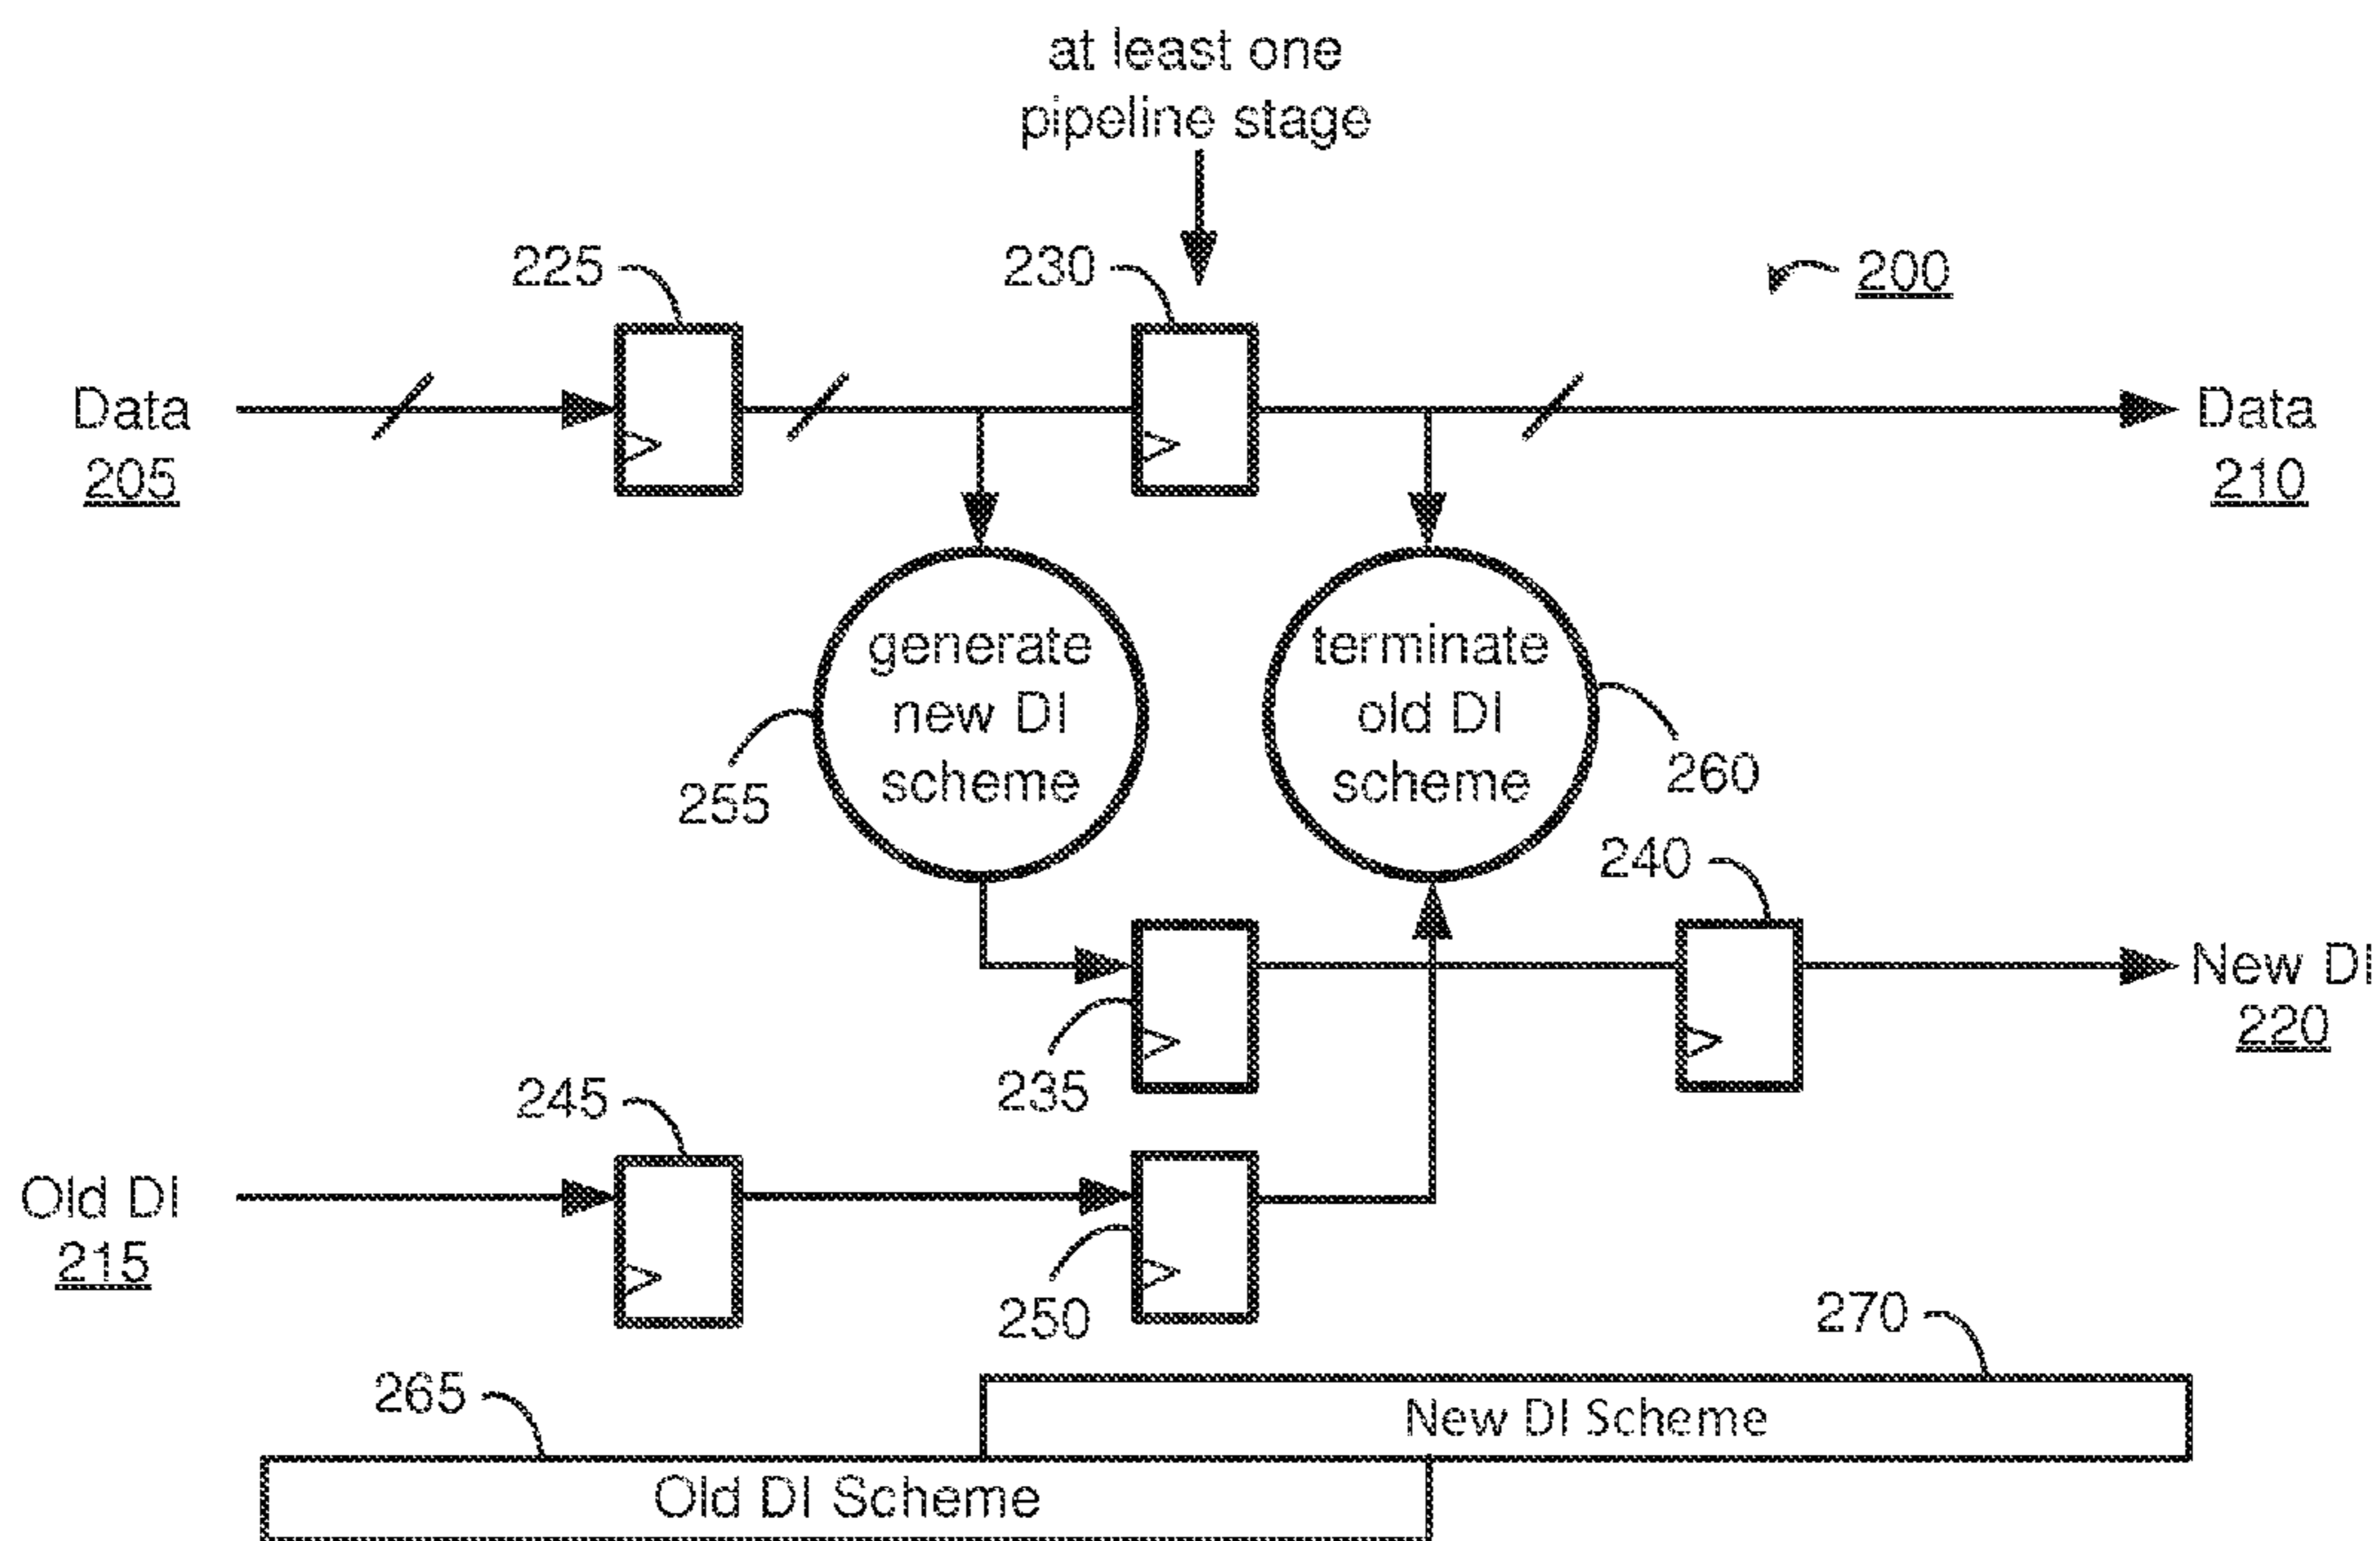 at least one
pipeline stage
225
230
200
Data
205
Data
210
generate
new DI
scheme
terminate
old DI
scheme
255
260
240
New DI
220
235
245
Old DI
215
250
270
265
New DI Scheme
Old DI Scheme